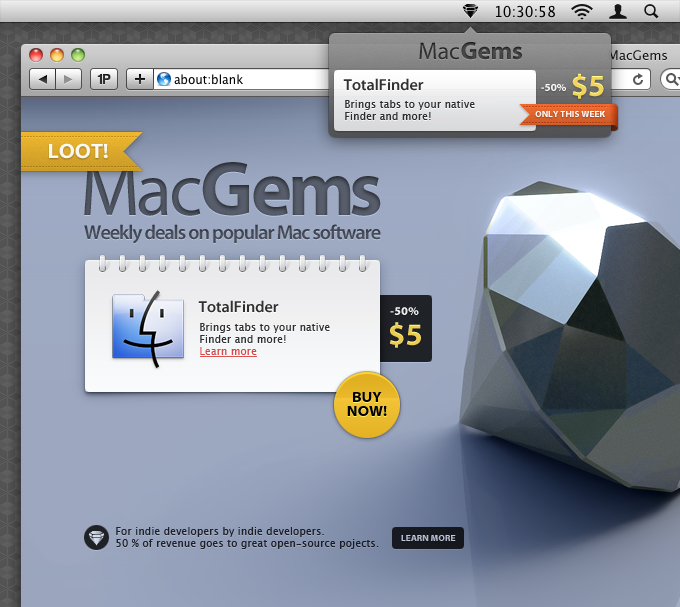 10:30:58
MacGems
TotalFinder
Brings tabs to your native
Finder and more!
-50% $5
ONLY THIS WEEK
MacGems
1P
+
about:blank
LOOT!
MacGems
Weekly deals on popular Mac software
TotalFinder
Brings tabs to your native
Finder and more!
Learn more
-50%
$5
BUY
NOW!
For indie developers by indie developers.
50 % of revenue goes to great open-source pojects.
LEARN MORE